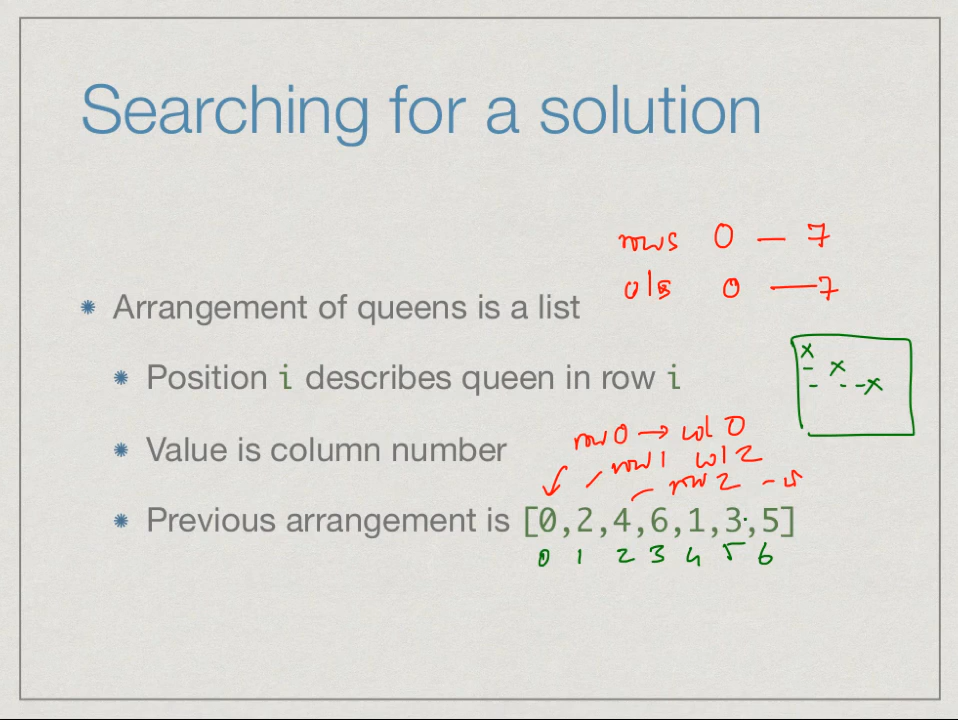 Searching for a solution
rows 0 — 7
ols 0 — 7
Arrangement of queens is a list
Position i describes queen in row i
Value is column number
row 0 → col 0
row 1 col 2
row 2 -
Previous arrangement is [0,2,4,6,1,3,5]
0 1 2 3 4 5 6
x
x
x